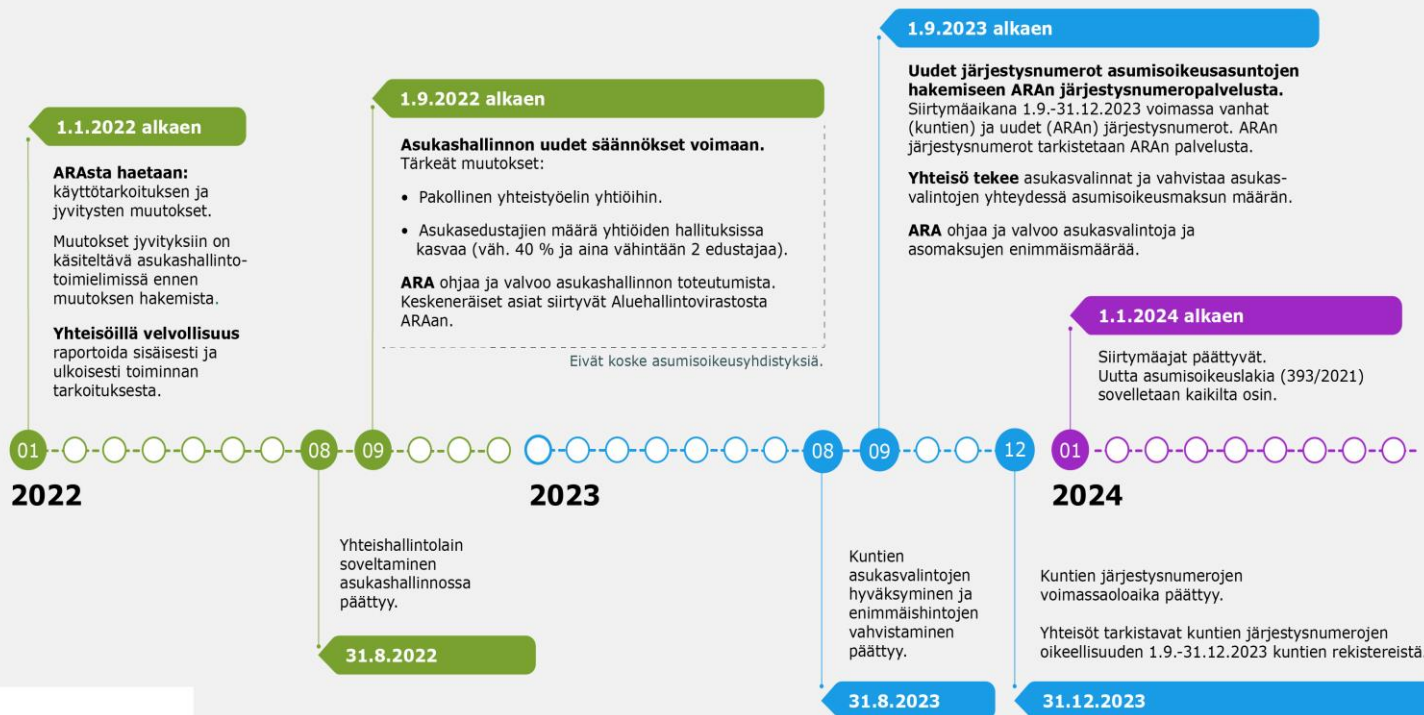 1.1.2022 alkaen
ARAsta haetaan:
käyttötarkoituksen ja
jyvitysten muutokset.
Muutokset jyvityksiin on
käsiteltävä asukashallinto-
toimielimissä ennen
muutoksen hakemista.
Yhteisöillä velvollisuus
raportoida sisäisesti ja
ulkoisesti toiminnan
tarkoituksesta.
1.9.2022 alkaen
Asukashallinnon uudet säännökset voimaan.
Tärkeät muutokset:
• Pakollinen yhteistyöelin yhtiöihin.
• Asukasedustajien määrä yhtiöiden hallituksissa
kasvaa (väh. 40 % ja aina vähintään 2 edustajaa).
ARA ohjaa ja valvoo asukashallinnon toteutumista.
Keskeneräiset asiat siirtyvät Aluehallintovirastosta
ARAan.
Eivät koske asumisoikeusyhdistyksiä.
1.9.2023 alkaen
Uudet järjestysnumerot asumisoikeusasuntojen
hakemiseen ARAn järjestysnumeropalvelusta.
Siirtymäaikana 1.9.-31.12.2023 voimassa vanhat
(kuntien) ja uudet (ARAn) järjestysnumerot. ARAn
järjestysnumerot tarkistetaan ARAn palvelusta.
Yhteisö tekee asukasvalinnat ja vahvistaa asukas-
valintojen yhteydessä asumisoikeusmaksun määrän.
ARA ohjaa ja valvoo asukasvalintoja ja
asomaksujen enimmäismäärää.
1.1.2024 alkaen
Siirtymäajat päättyvät.
Uutta asumisoikeuslakia (393/2021)
sovelletaan kaikilta osin.
01 08 09 08 09 12 01
2022 2023 2024
Yhteishallintolain
soveltaminen
asukashallinnossa
päättyy.
31.8.2022
Kuntien
asukasvalintojen
hyväksyminen ja
enimmäishintojen
vahvistaminen
päättyy.
31.8.2023
Kuntien järjestysnumerojen
voimassaoloaika päättyy.
Yhteisöt tarkistavat kuntien järjestysnumerojen
oikeellisuuden 1.9.-31.12.2023 kuntien rekistereistä.
31.12.2023